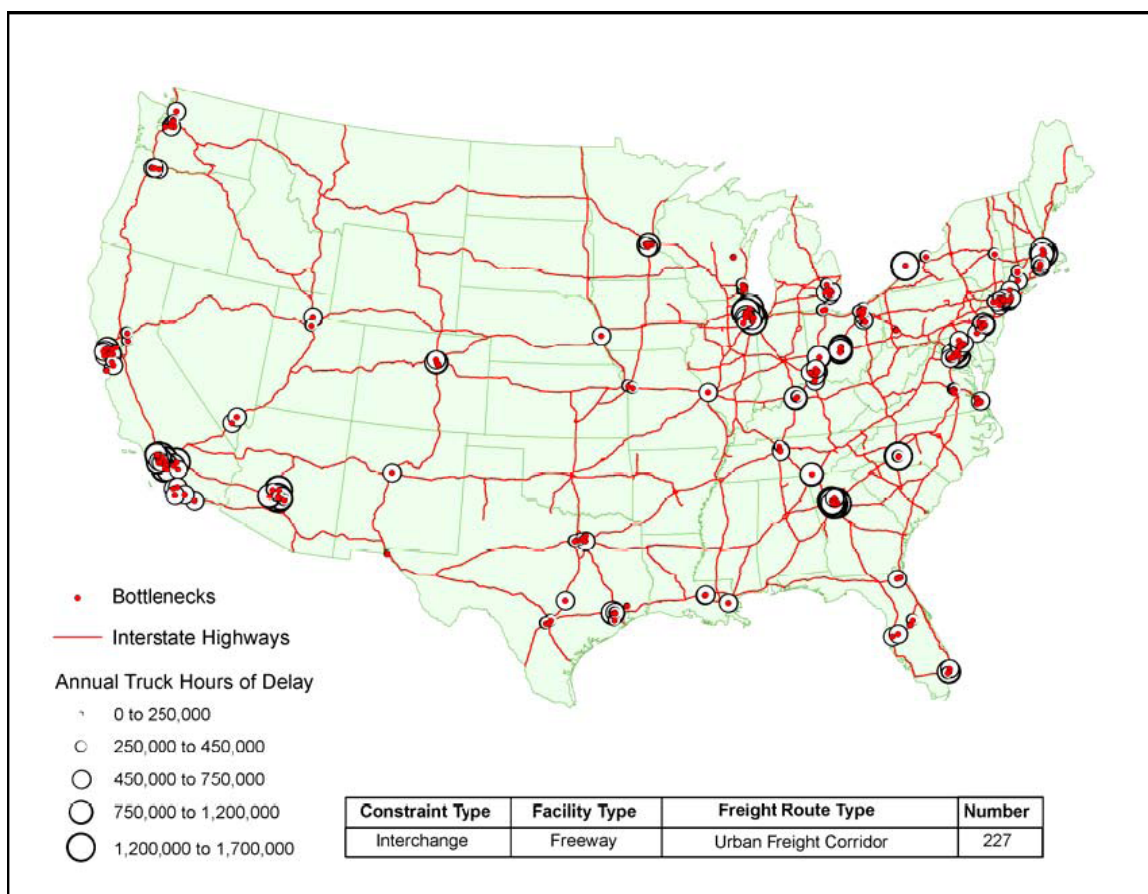 Bottlenecks
Interstate Highways
Annual Truck Hours of Delay
0 to 250,000
250,000 to 450,000
450,000 to 750,000
750,000 to 1,200,000
1,200,000 to 1,700,000
Constraint Type Facility Type Freight Route Type Number
Interchange Freeway Urban Freight Corridor 227